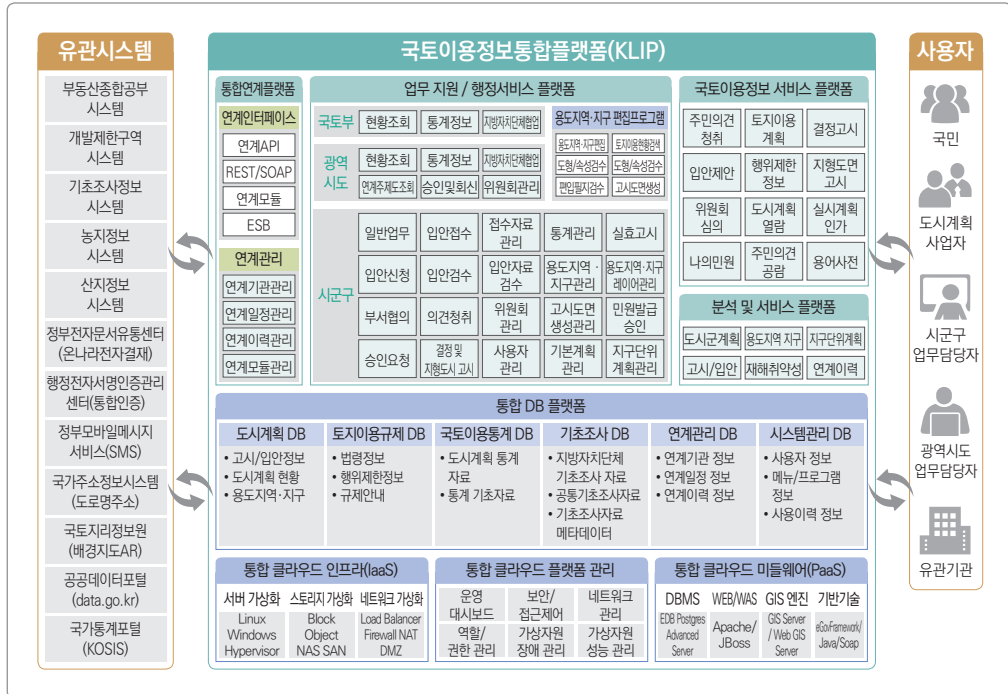 유관시스템
부동산종합공부
시스템
개발제한구역
시스템
기초조사정보
시스템
농지정보
시스템
산지정보
시스템
정부전자문서유통센터
(온나라전자결재)
행정전자서명인증관리
센터(통합인증)
정부모바일메시지
서비스(SMS)
국가주소정보시스템
(도로명주소)
국토지리정보원
(배경지도AR)
공공데이터포털
(data.go.kr)
국가통계포털
(KOSIS)
국토이용정보통합플랫폼(KLIP)
통합연계플랫폼
연계인터페이스
연계API
REST/SOAP
연계모듈
ESB
연계관리
연계기관관리
연계일정관리
연계이력관리
연계모듈관리
업무 지원 / 행정서비스 플랫폼
국토부
현황조회
통계정보
지방자치단체협업
광역
시도
현황조회
통계정보
지방자치단체협업
연계주제도조회
승인및회신
위원회관리
용도지역·지구 편집프로그램
용도지역·지구편집
토지이용현황검색
도형/속성검수
도형/속성검수
편입필지검수
고시도면생성
시군구
일반업무
입안접수
접수자료
관리
통계관리
실효고시
입안신청
입안검수
입안자료
검수
용도지역·
지구관리
용도지역·지구
레이어관리
부서협의
의견청취
위원회
관리
고시도면
생성관리
민원발급
승인
승인요청
결정 및
지형도시 고시
사용자
관리
기본계획
관리
지구단위
계획관리
국토이용정보 서비스 플랫폼
주민의견
청취
토지이용
계획
결정고시
입안제안
행위제한
정보
지형도면
고시
위원회
심의
도시계획
열람
실시계획
인가
나의민원
주민의견
공람
용어사전
분석 및 서비스 플랫폼
도시군계획
용도지역 지구
지구단위계획
고시/입안
재해취약성
연계이력
통합 DB 플랫폼
도시계획 DB
• 고시/입안정보
• 도시계획 현황
• 용도지역·지구
토지이용규제 DB
• 법령정보
• 행위제한정보
• 규제안내
국토이용통계 DB
• 도시계획 통계
자료
• 통계 기초자료
기초조사 DB
• 지방자치단체
기초조사 자료
• 공통기초조사자료
• 기초조사자료
메타데이터
연계관리 DB
• 연계기관 정보
• 연계일정 정보
• 연계이력 정보
시스템관리 DB
• 사용자 정보
• 메뉴/프로그램
정보
• 사용이력 정보
통합 클라우드 인프라(IaaS)
서버 가상화
Linux
Windows
Hypervisor
스토리지 가상화
Block
Object
NAS SAN
네트워크 가상화
Load Balancer
Firewall NAT
DMZ
통합 클라우드 플랫폼 관리
운영
대시보드
보안/
접근제어
네트워크
관리
역할/
권한 관리
가상자원
장애 관리
가상자원
성능 관리
통합 클라우드 미들웨어(PaaS)
DBMS
EDB Postgres
Advanced
Server
WEB/WAS
Apache/
JBoss
GIS 엔진
GIS Server
/ Web GIS
Server
기반기술
eGovFramework/
Java/Soap
사용자
국민
도시계획
사업자
시군구
업무담당자
광역시도
업무담당자
유관기관